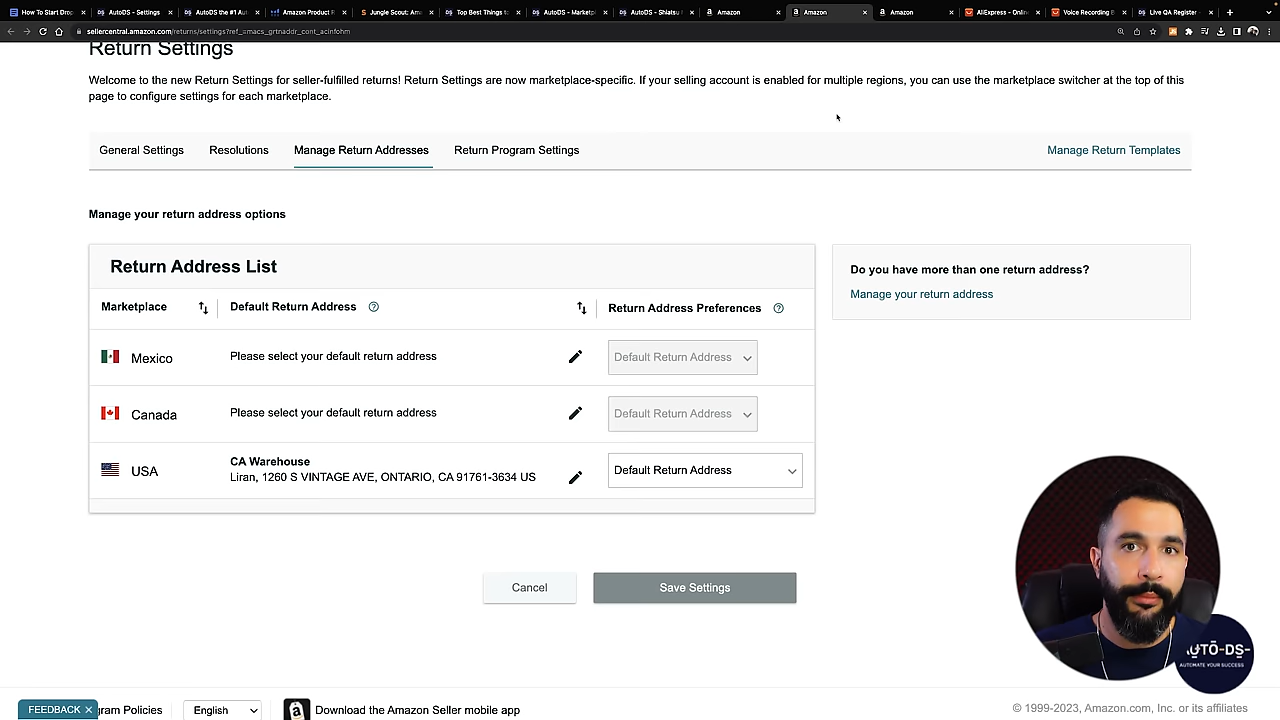 How To Start Drop
AutoDS - Settings
AutoDS the #1 Aut
Amazon Product R
Jungle Scout: Ama
Top Best Things to
AutoDS - Marketpl
AutoDS - Shiatsu
Amazon
Amazon
Amazon
AliExpress - Onlin
Voice Recording B
Live QA Register -
sellercentral.amazon.com/returns/settings?ref_=macs_grtnaddr_cont_acinfohm
Return Settings
Welcome to the new Return Settings for seller-fulfilled returns! Return Settings are now marketplace-specific. If your selling account is enabled for multiple regions, you can use the marketplace switcher at the top of this
page to configure settings for each marketplace.
General Settings
Resolutions
Manage Return Addresses
Return Program Settings
Manage Return Templates
Manage your return address options
Return Address List
Do you have more than one return address?
Manage your return address
Marketplace
Default Return Address
Return Address Preferences
Mexico
Please select your default return address
Default Return Address
Canada
Please select your default return address
Default Return Address
USA
CA Warehouse
Liran, 1260 S VINTAGE AVE, ONTARIO, CA 91761-3634 US
Default Return Address
Cancel
Save Settings
AUTO-DS-
AUTOMATE YOUR SUCCESS
FEEDBACK
gram Policies
English
Download the Amazon Seller mobile app
© 1999-2023, Amazon.com, Inc. or its affiliates